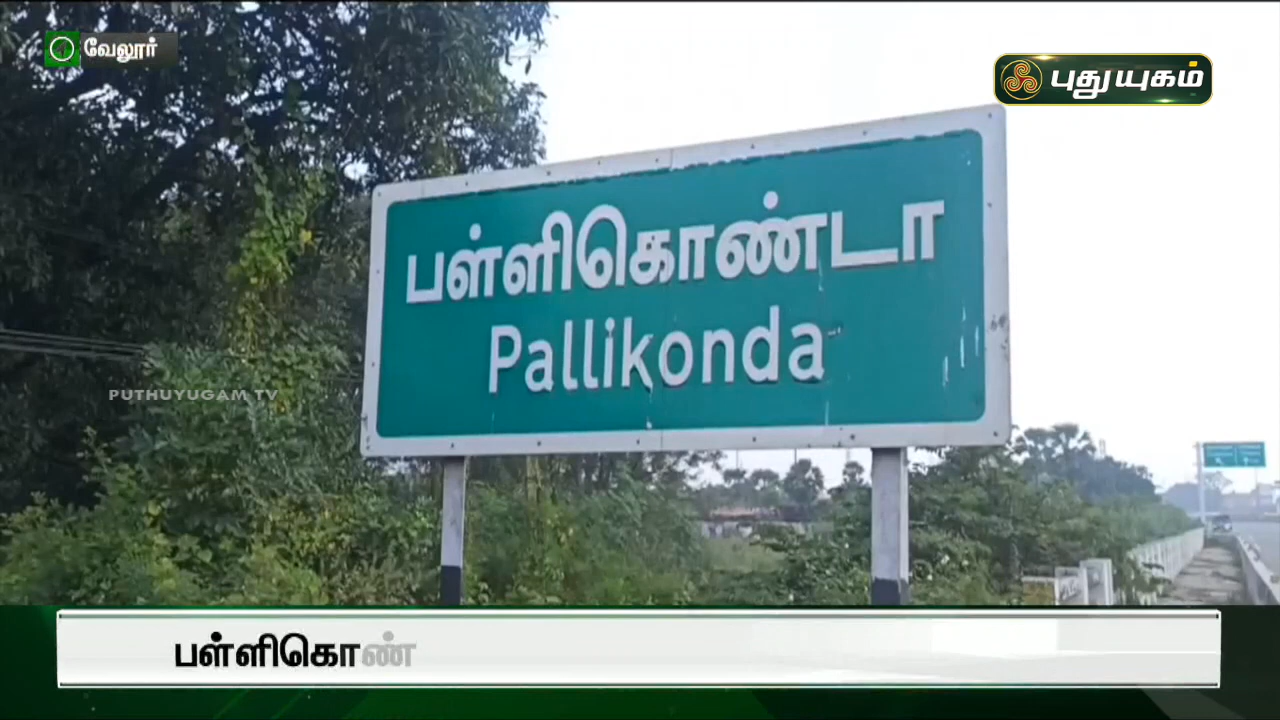 வேலூர்
புதுயுகம்
பள்ளிகொண்டா
Pallikonda
PUTHUYUGAM TV
பள்ளிகொண்